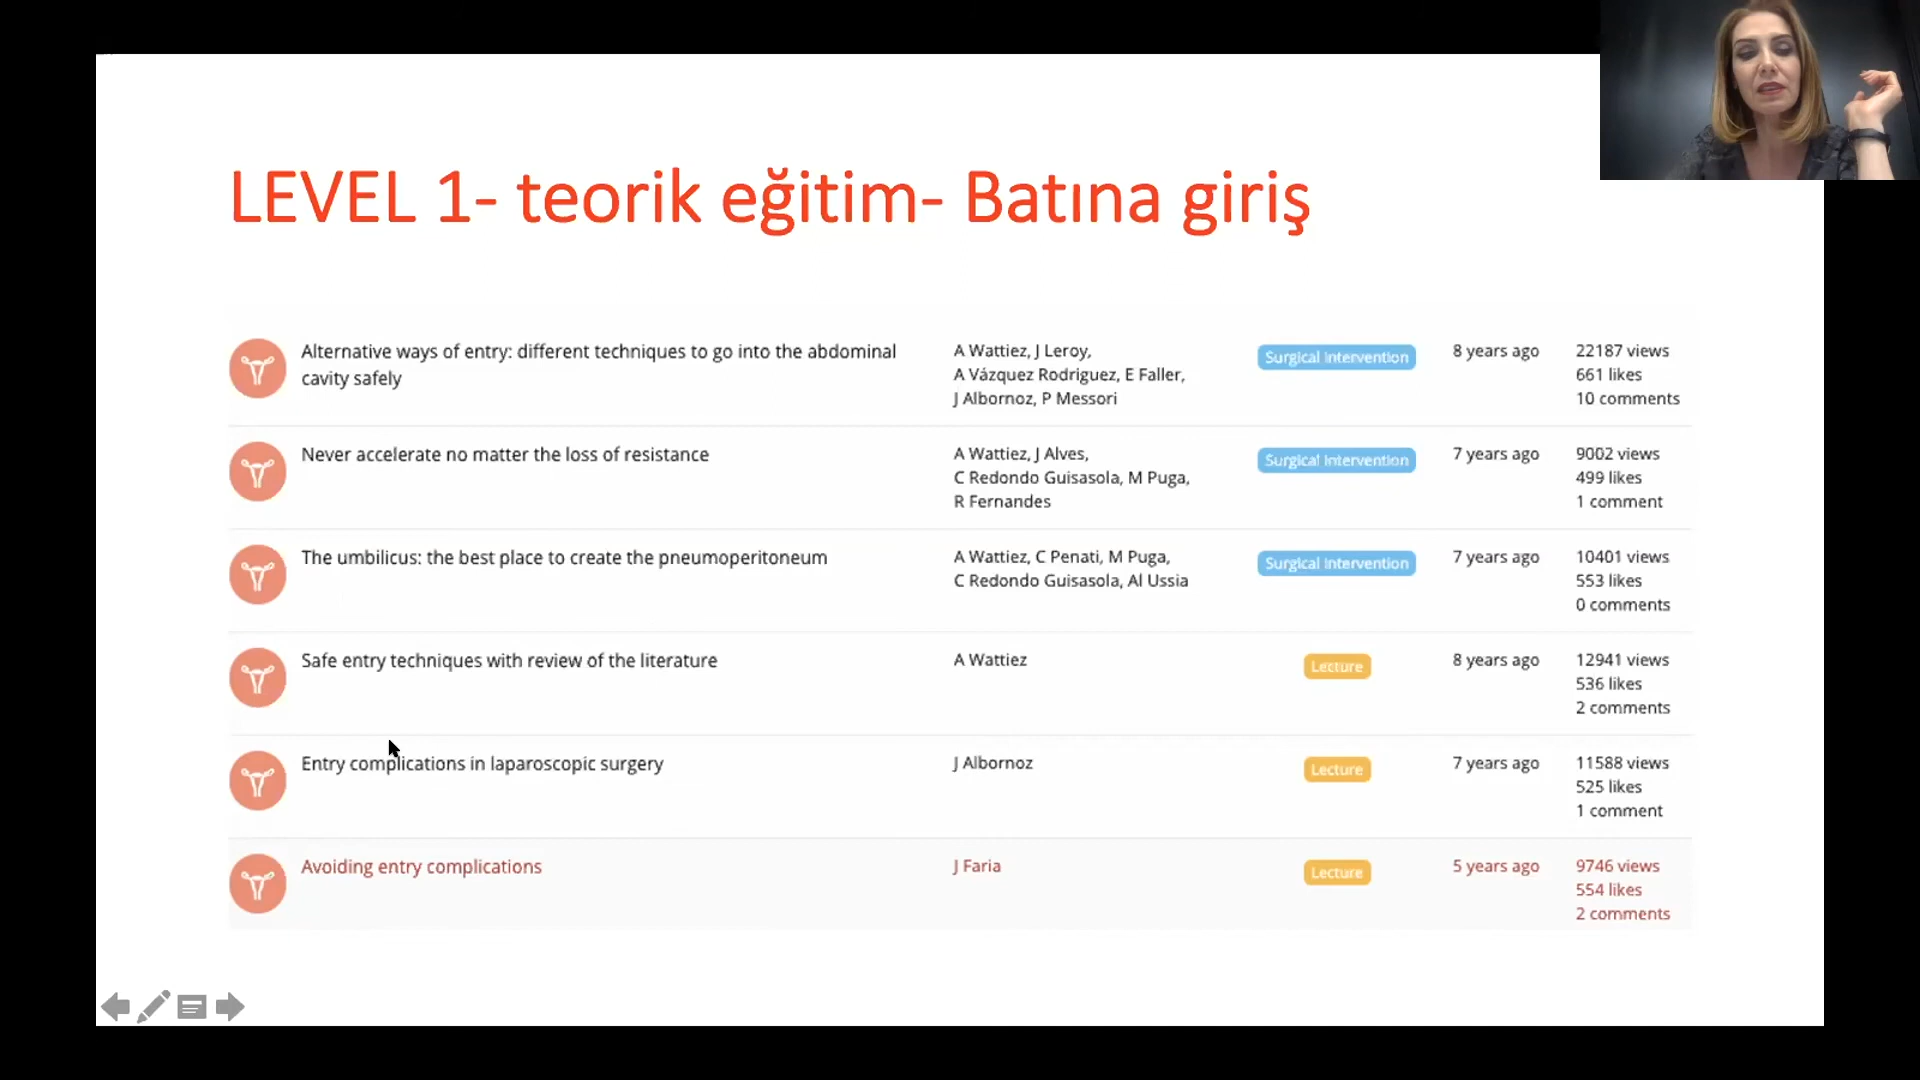 LEVEL 1- teorik eğitim- Batına giriş
Alternative ways of entry: different techniques to go into the abdominal
cavity safely
A Wattiez, J Leroy,
A Vázquez Rodriguez, E Faller,
J Albornoz, P Messori
Surgical Intervention
8 years ago
22187 views
661 likes
10 comments
Never accelerate no matter the loss of resistance
A Wattiez, J Alves,
C Redondo Guisasola, M Puga,
R Fernandes
Surgical Intervention
7 years ago
9002 views
499 likes
1 comment
The umbilicus: the best place to create the pneumoperitoneum
A Wattiez, C Penati, M Puga,
C Redondo Guisasola, Al Ussia
Surgical Intervention
7 years ago
10401 views
553 likes
0 comments
Safe entry techniques with review of the literature
A Wattiez
Lecture
8 years ago
12941 views
536 likes
2 comments
Entry complications in laparoscopic surgery
J Albornoz
Lecture
7 years ago
11588 views
525 likes
1 comment
Avoiding entry complications
J Faria
Lecture
5 years ago
9746 views
554 likes
2 comments